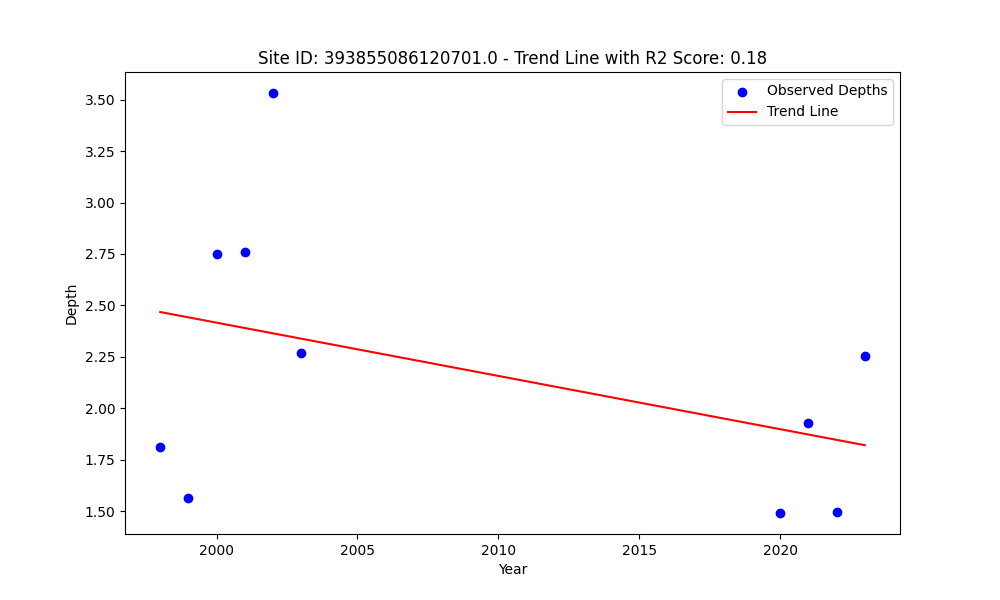 Site ID: 393855086120701.0 - Trend Line with R2 Score: 0.18
Observed Depths
Trend Line
3.50
3.25
3.00
2.75
2.50
2.25
2.00
1.75
1.50
Depth
2000 2005 2010 2015 2020
Year